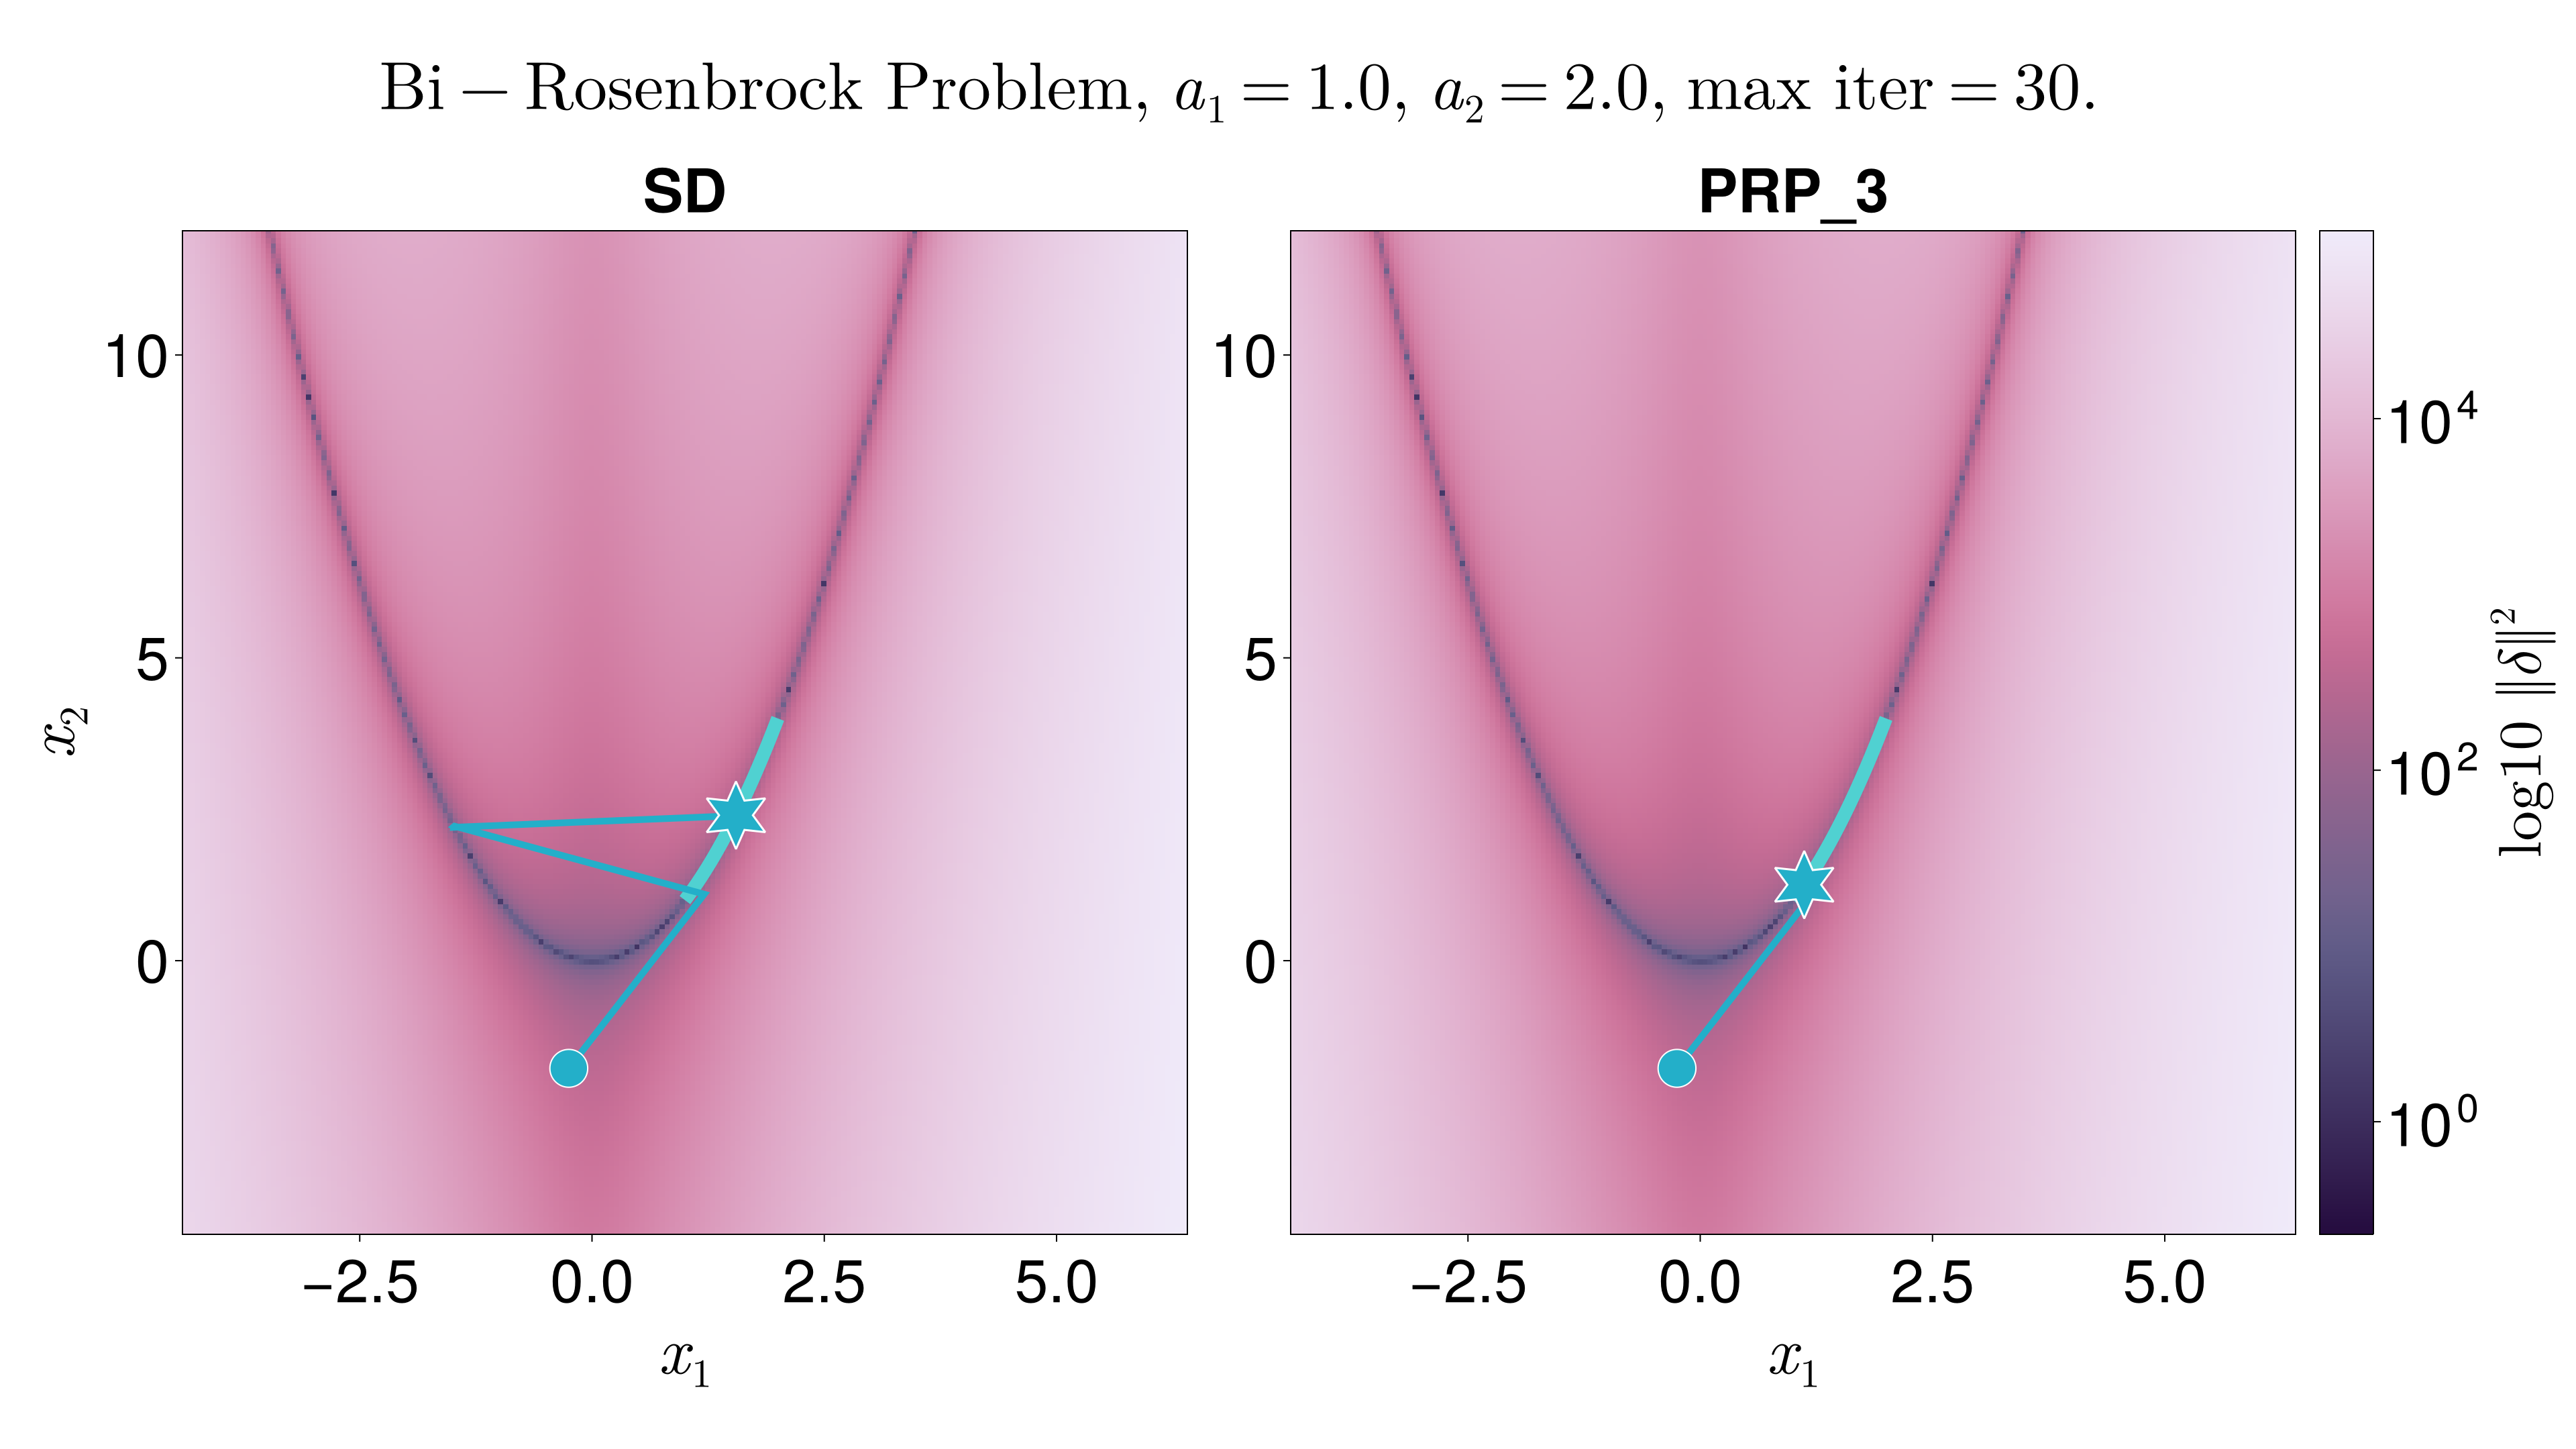 Bi − Rosenbrock Problem, a₁ = 1.0, a₂ = 2.0, max iter = 30.
SD
PRP_3
10
5
0
x₂
−2.5 0.0 2.5 5.0
x₁
10
5
0
−2.5 0.0 2.5 5.0
x₁
10⁴
10²
10⁰
log10 ‖δ‖²